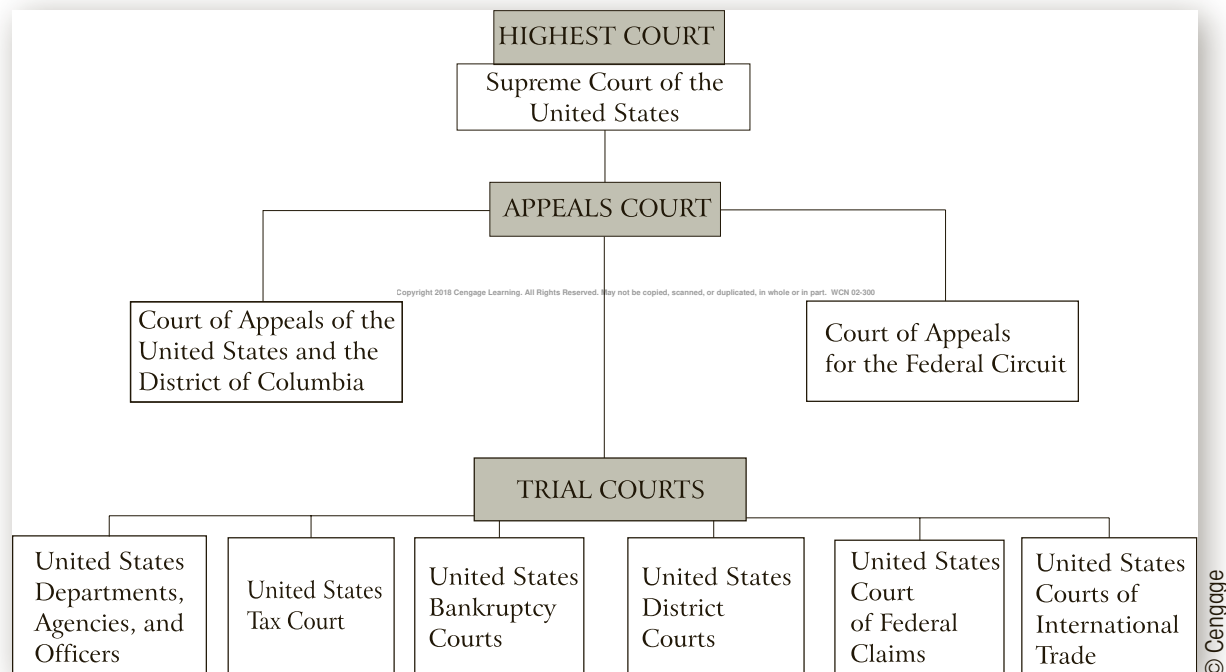 HIGHEST COURT
Supreme Court of the
United States
APPEALS COURT
Copyright 2018 Cengage Learning. All Rights Reserved. May not be copied, scanned, or duplicated, in whole or in part. WCN 02-300
Court of Appeals of the
United States and the
District of Columbia
Court of Appeals
for the Federal Circuit
TRIAL COURTS
United States
Departments,
Agencies, and
Officers
United States
Tax Court
United States
Bankruptcy
Courts
United States
District
Courts
United States
Court
of Federal
Claims
United States
Courts of
International
Trade
© Cengage